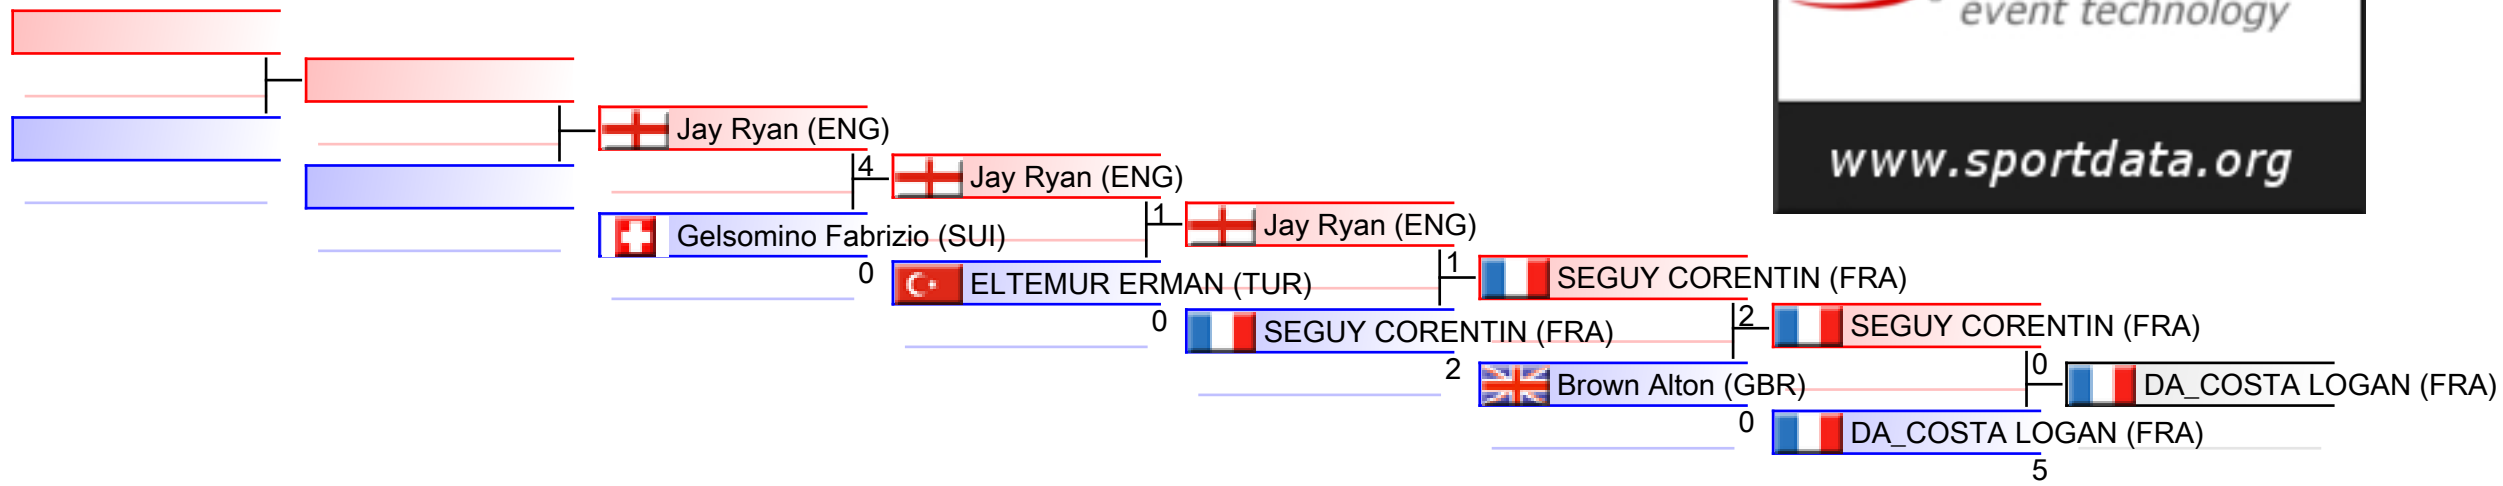 event technology
www.sportdata.org
Jay Ryan (ENG)
4
Gelsomino Fabrizio (SUI)
0
Jay Ryan (ENG)
1
ELTEMUR ERMAN (TUR)
0
Jay Ryan (ENG)
1
SEGUY CORENTIN (FRA)
2
SEGUY CORENTIN (FRA)
2
Brown Alton (GBR)
0
SEGUY CORENTIN (FRA)
0
DA_COSTA LOGAN (FRA)
5
DA_COSTA LOGAN (FRA)